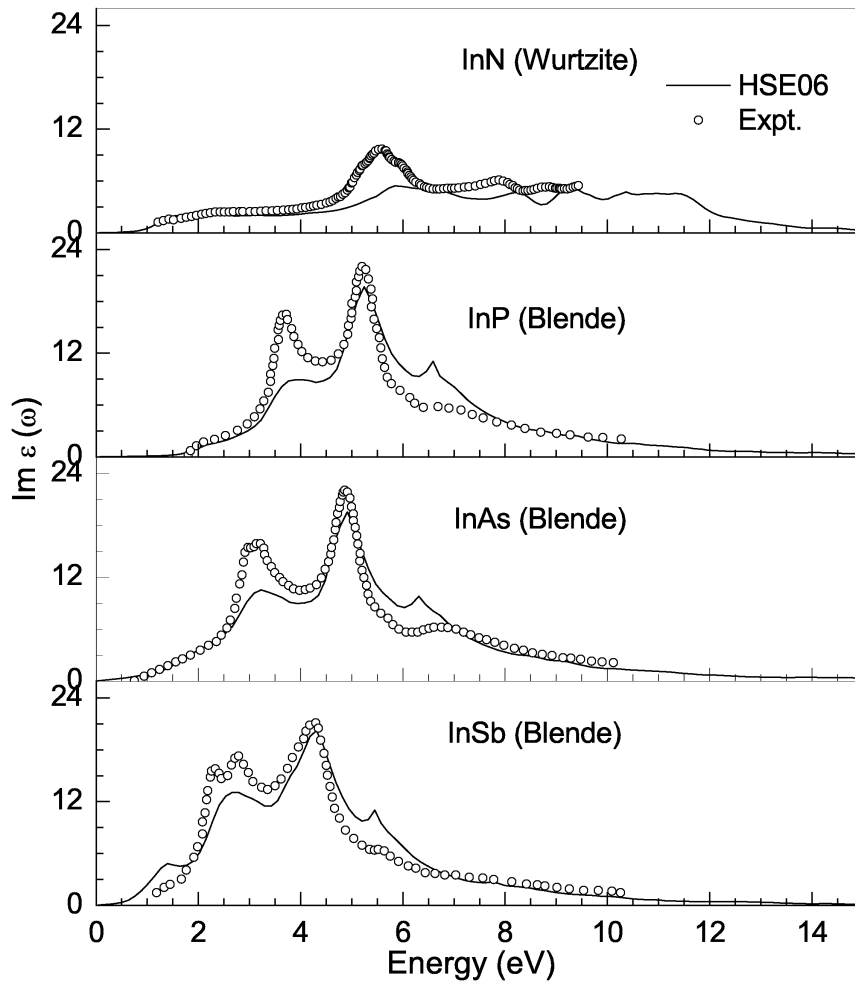 24
InN (Wurtzite)
HSE06
12
Expt.
0
24
InP (Blende)
12
0
24
Im ε (ω)
InAs (Blende)
12
0
24
InSb (Blende)
12
0
0 2 4 6 8 10 12 14
Energy (eV)